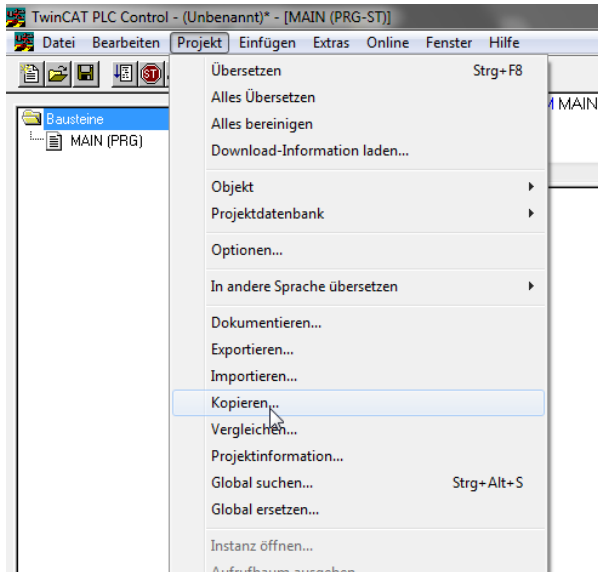 TwinCAT PLC Control - (Unbenannt)* - [MAIN (PRG-ST)]
Datei Bearbeiten Projekt Einfügen Extras Online Fenster Hilfe
Übersetzen Strg+F8
Alles Übersetzen
MAIN
Bausteine
Alles bereinigen
MAIN (PRG)
Download-Information laden...
Objekt
Projektdatenbank
Optionen...
In andere Sprache übersetzen
Dokumentieren...
Exportieren...
Importieren...
Kopieren...
Vergleichen...
Projektinformation...
Global suchen... Strg+Alt+S
Global ersetzen...
Instanz öffnen...
Aufrufbaum ausgeben